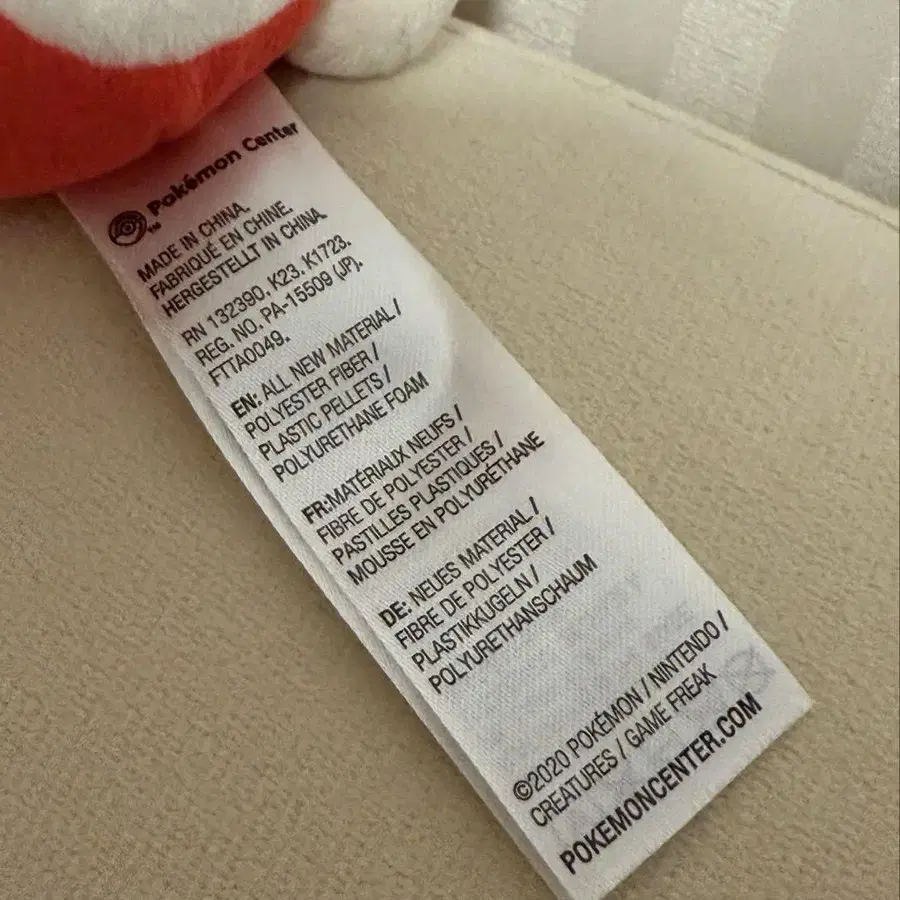 Pokémon Center
™
MADE IN CHINA.
FABRIQUÉ EN CHINE.
HERGESTELLT IN CHINA.
RN 132390. K23. K1723.
REG. NO. PA-15509 (JP).
FTTA0049.
EN: ALL NEW MATERIAL /
POLYESTER FIBER /
PLASTIC PELLETS /
POLYURETHANE FOAM
FR:MATÉRIAUX NEUFS /
FIBRE DE POLYESTER /
PASTILLES PLASTIQUES /
MOUSSE EN POLYURÉTHANE
DE: NEUES MATERIAL /
FIBRE DE POLYESTER /
PLASTIKKUGELN /
POLYURETHANSCHAUM
©2020 POKÉMON / NINTENDO /
CREATURES / GAME FREAK
POKEMONCENTER.COM